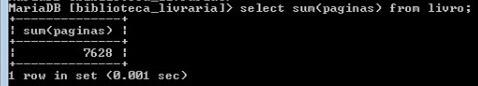 MariaDB [biblioteca_livraria]> select sum(paginas) from livro;
+--------------+
| sum(paginas) |
+--------------+
|         7628 |
+--------------+
1 row in set (0.001 sec)